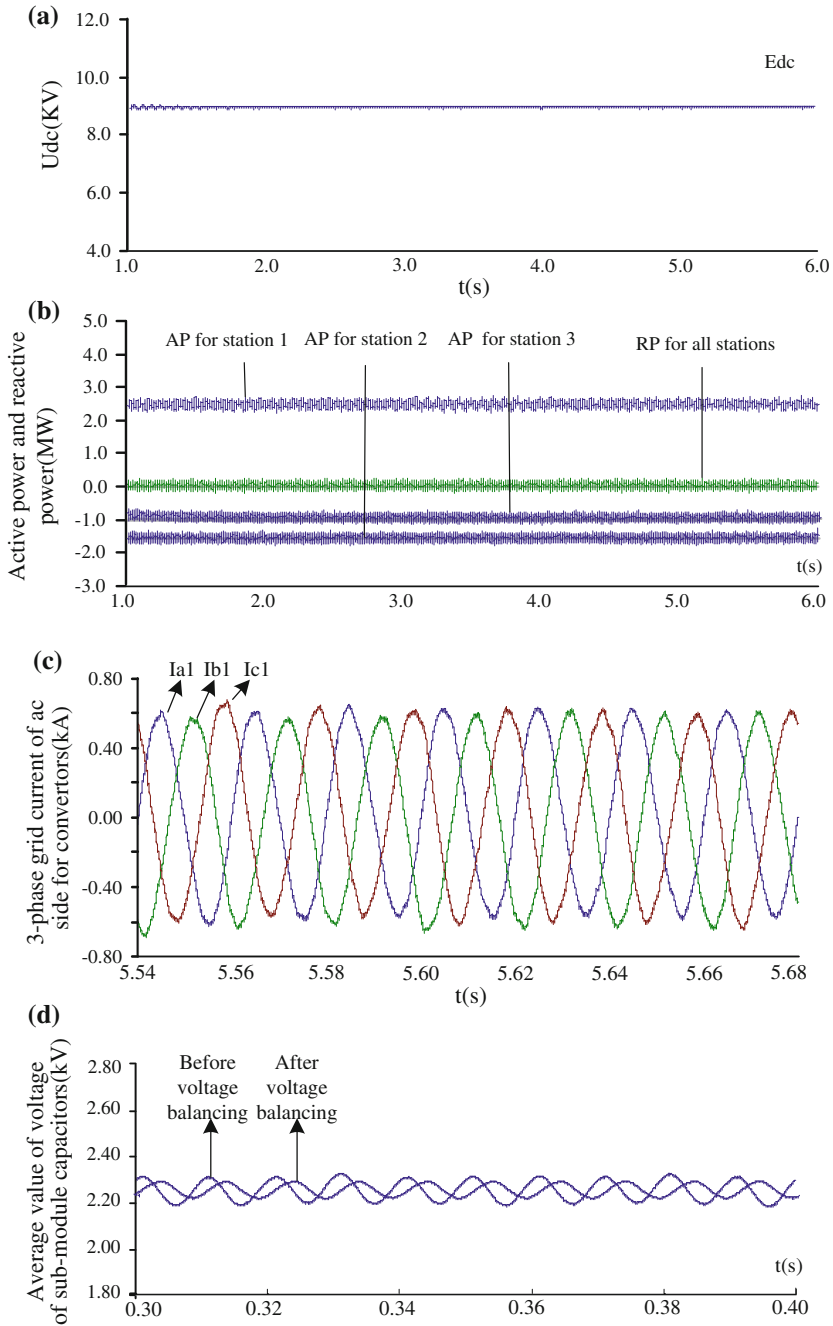 (a)
12.0
10.0
8.0
6.0
4.0
Udc(KV)
Edc
1.0 2.0 3.0 4.0 5.0 6.0
t(s)
(b)
5.0
4.0
3.0
2.0
1.0
0.0
-1.0
-2.0
-3.0
Active power and reactive
power(MW)
AP for station 1
AP for station 2
AP for station 3
RP for all stations
t(s)
1.0 2.0 3.0 4.0 5.0 6.0
(c)
0.80
0.40
0.00
-0.40
-0.80
3-phase grid current of ac
side for convertors(kA)
Ia1 Ib1 Ic1
5.54 5.56 5.58 5.60 5.62 5.64 5.66 5.68
t(s)
(d)
2.80
2.60
2.40
2.20
2.00
1.80
Average value of voltage
of sub-module capacitors(kV)
Before
voltage
balancing
After
voltage
balancing
t(s)
0.30 0.32 0.34 0.36 0.38 0.40